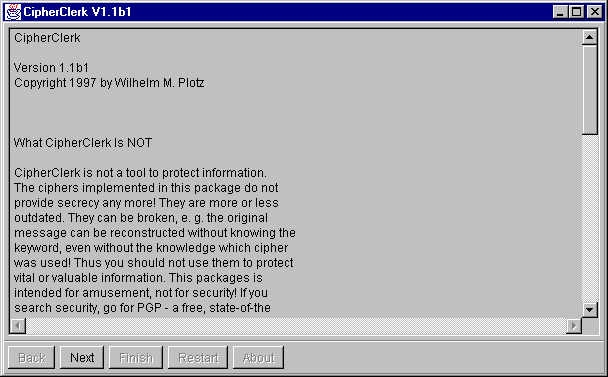 CipherClerk V1.1b1
CipherClerk
Version 1.1b1
Copyright 1997 by Wilhelm M. Plotz
What CipherClerk Is NOT
CipherClerk is not a tool to protect information.
The ciphers implemented in this package do not
provide secrecy any more! They are more or less
outdated. They can be broken, e. g. the original
message can be reconstructed without knowing the
keyword, even without the knowledge which cipher
was used! Thus you should not use them to protect
vital or valuable information. This packages is
intended for amusement, not for security! If you
search security, go for PGP - a free, state-of-the
Back Next Finish Restart About